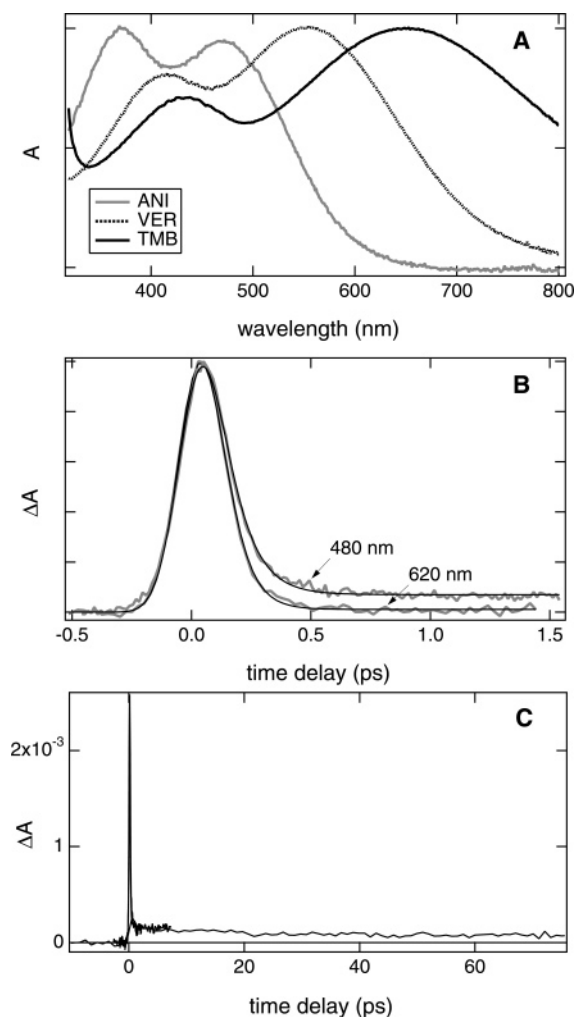 A
A
ANI
VER
TMB
400 500 600 700 800
wavelength (nm)
B
ΔA
480 nm
620 nm
-0.5 0.0 0.5 1.0 1.5
time delay (ps)
C
2x10-3
ΔA
1
0
0 20 40 60
time delay (ps)